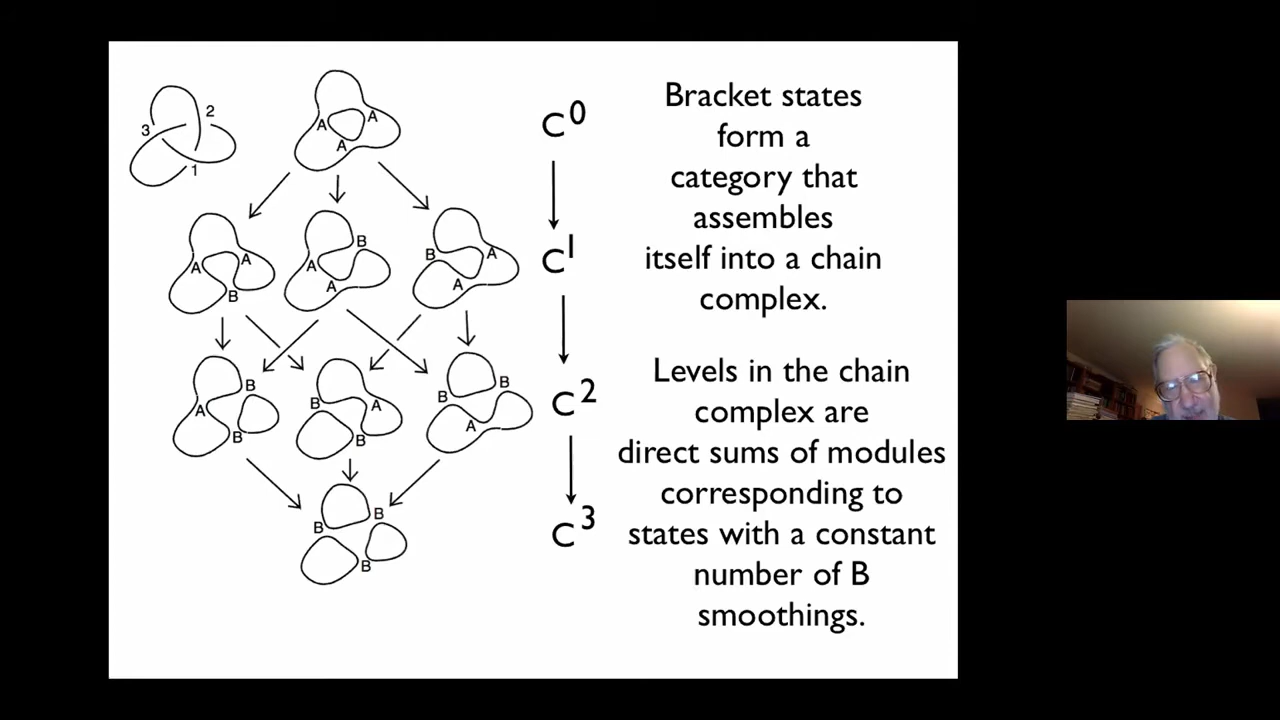 2
3
1
A
A
A
C⁰
B
A
A
B
A
B
A
A
A
B
C¹
B
A
B
B
A
B
B
B
A
C²
B
B
B
C³
Bracket states
form a
category that
assembles
itself into a chain
complex.
Levels in the chain
complex are
direct sums of modules
corresponding to
states with a constant
number of B
smoothings.